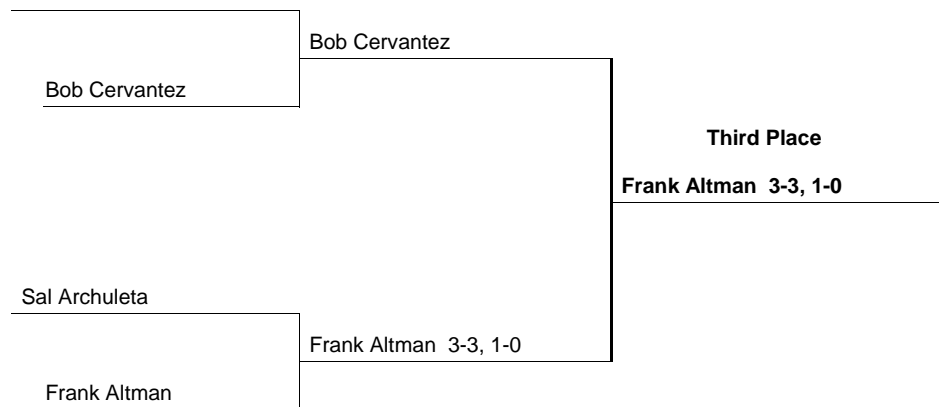 Bob Cervantez
Bob Cervantez
Third Place
Frank Altman 3-3, 1-0
Sal Archuleta
Frank Altman 3-3, 1-0
Frank Altman